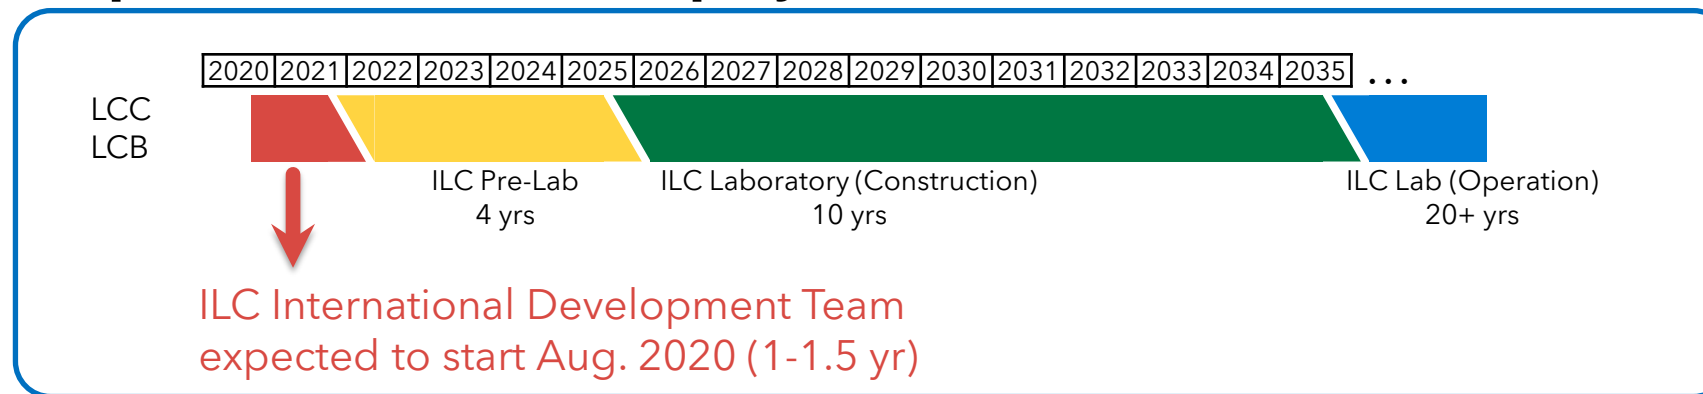 2020 2021 2022 2023 2024 2025 2026 2027 2028 2029 2030 2031 2032 2033 2034 2035 ...
LCC
LCB
ILC Pre-Lab
4 yrs
ILC Laboratory (Construction)
10 yrs
ILC Lab (Operation)
20+ yrs
ILC International Development Team
expected to start Aug. 2020 (1-1.5 yr)